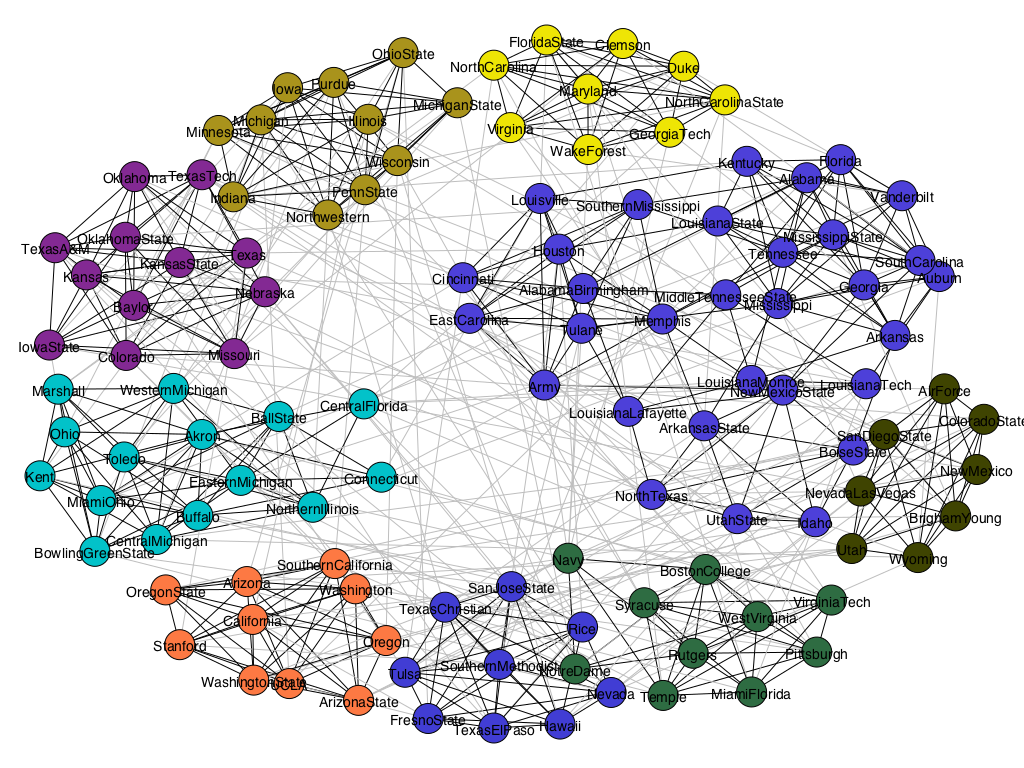 OhioState
FloridaState
Clemson
NorthCarolina
Duke
Iowa
Purdue
Maryland
MichiganState
NorthCarolinaState
Minnesota
Michigan
Illinois
Virginia
GeorgiaTech
WakeForest
Wisconsin
Kentucky
Florida
Oklahoma
TexasTech
Alabama
PennState
Indiana
Vanderbilt
Louisville
SouthernMississippi
Northwestern
LouisianaState
OklahomaState
TexasA&M
MississippiState
Houston
Tennessee
Texas
KansasState
SouthCarolina
Kansas
Cincinnati
Auburn
AlabamaBirmingham
Georgia
Nebraska
MiddleTennesseeState
Mississippi
Baylor
EastCarolina
Memphis
Tulane
Arkansas
IowaState
Colorado
Missouri
Marshall
WesternMichigan
Army
LouisianaMonroe
LouisianaTech
NewMexicoState
AirForce
CentralFlorida
BallState
LouisianaLafayette
ColoradoState
ArkansasState
Ohio
Akron
SanDiegoState
BoiseState
Toledo
NewMexico
Kent
EasternMichigan
Connecticut
NevadaLasVegas
NorthTexas
MiamiOhio
NorthernIllinois
Buffalo
UtahState
Idaho
BrighamYoung
CentralMichigan
BowlingGreenState
Utah
Wyoming
Navy
SouthernCalifornia
BostonCollege
Arizona
OregonState
Washington
SanJoseState
TexasChristian
Syracuse
VirginiaTech
California
WestVirginia
Rice
Stanford
Oregon
Rutgers
Pittsburgh
SouthernMethodist
NotreDame
Tulsa
WashingtonState
UCLA
Nevada
Temple
MiamiFlorida
ArizonaState
FresnoState
TexasElPaso
Hawaii